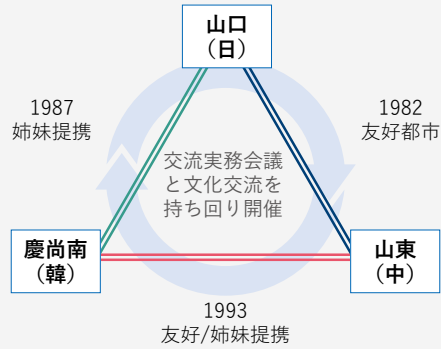 山口
（日）
1987
姉妹提携
1982
友好都市
交流実務会議
と文化交流を
持ち回り開催
慶尚南
（韓）
山東
（中）
1993
友好/姉妹提携